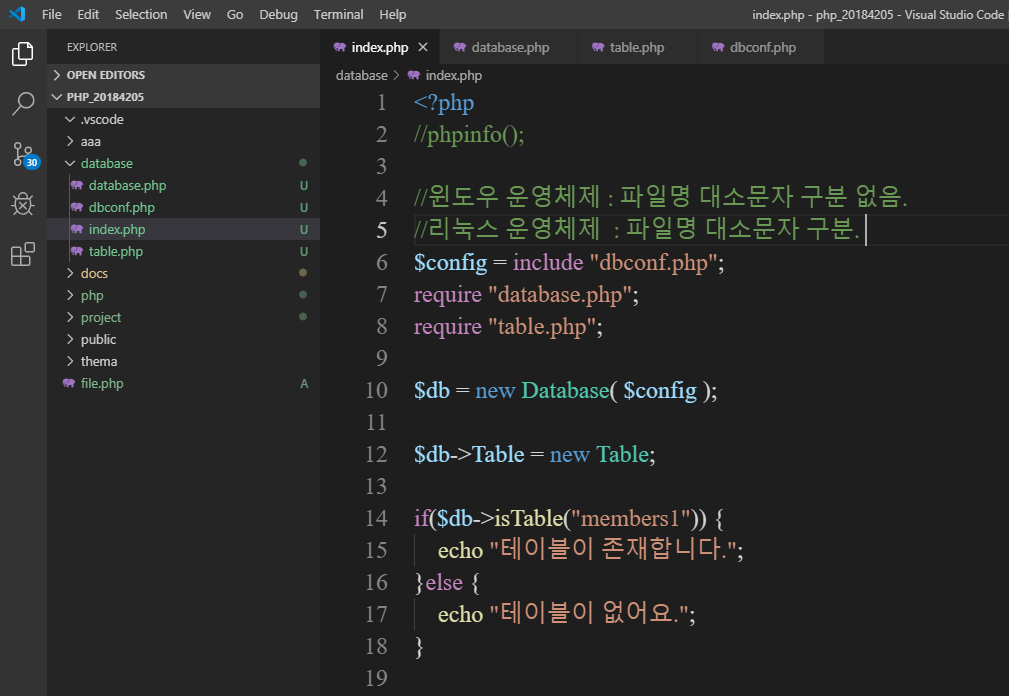 File Edit Selection View Go Debug Terminal Help index.php - php_20184205 - Visual Studio Code
EXPLORER
OPEN EDITORS
PHP_20184205
.vscode
aaa
database
database.php U
dbconf.php U
index.php U
table.php U
docs
php
project
public
thema
file.php A
30
index.php × database.php table.php dbconf.php
database > index.php
1 <?php
2 //phpinfo();
3
4 //윈도우 운영체제 : 파일명 대소문자 구분 없음.
5 //리눅스 운영체제 : 파일명 대소문자 구분.
6 $config = include "dbconf.php";
7 require "database.php";
8 require "table.php";
9
10 $db = new Database( $config );
11
12 $db->Table = new Table;
13
14 if($db->isTable("members1")) {
15 echo "테이블이 존재합니다.";
16 }else {
17 echo "테이블이 없어요.";
18 }
19